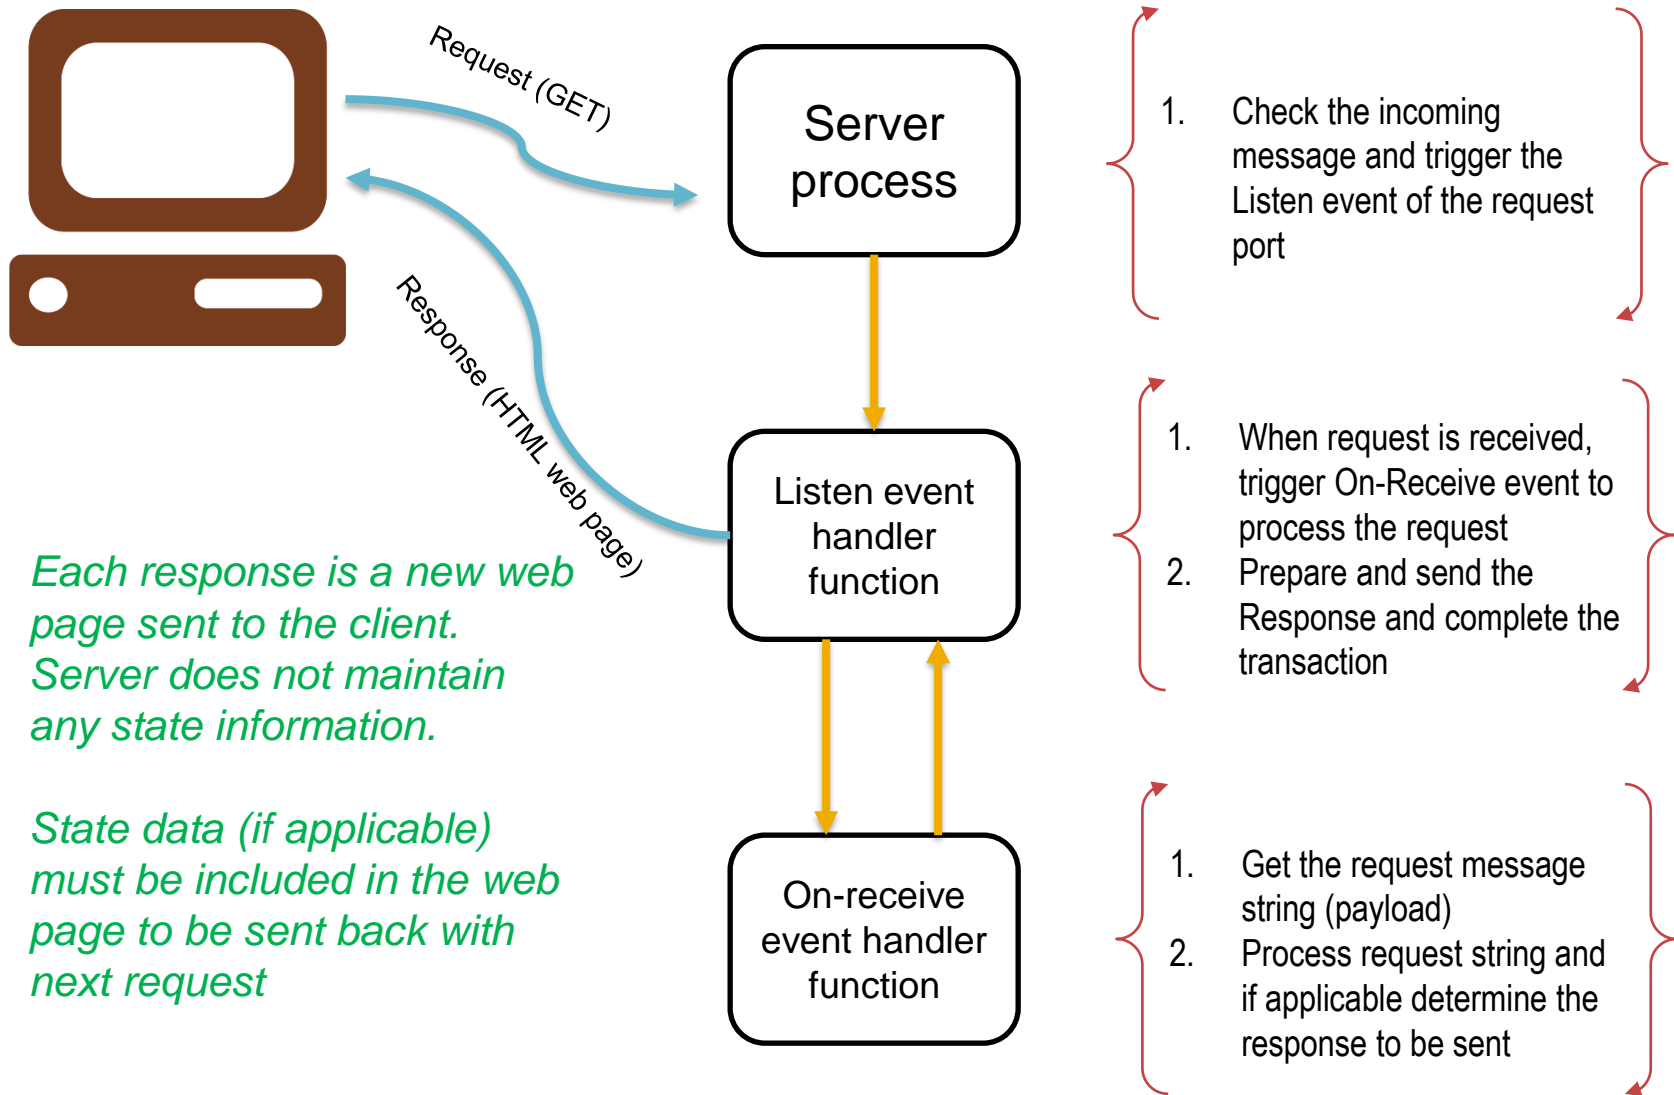 Request (GET)
Server
process
1. Check the incoming
message and trigger the
Listen event of the request
port
Response (HTML web page)
Listen event
handler
function
1. When request is received,
trigger On-Receive event to
process the request
2. Prepare and send the
Response and complete the
transaction
Each response is a new web
page sent to the client.
Server does not maintain
any state information.
State data (if applicable)
must be included in the web
page to be sent back with
next request
On-receive
event handler
function
1. Get the request message
string (payload)
2. Process request string and
if applicable determine the
response to be sent